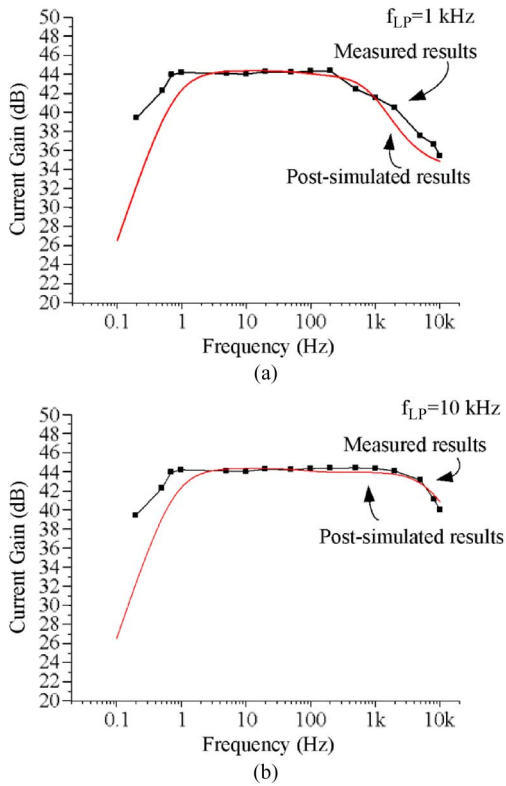 f_LP=1 kHz
50
48
46
44
42
40
38
36
34
32
30
28
26
24
22
20
Current Gain (dB)
Measured results
Post-simulated results
0.1 1 10 100 1k 10k
Frequency (Hz)
(a)
f_LP=10 kHz
50
48
46
44
42
40
38
36
34
32
30
28
26
24
22
20
Current Gain (dB)
Measured results
Post-simulated results
0.1 1 10 100 1k 10k
Frequency (Hz)
(b)